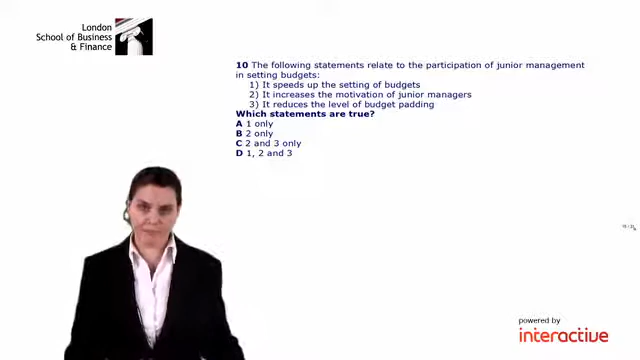 London
School of Business
& Finance
10 The following statements relate to the participation of junior management
in setting budgets:
1) It speeds up the setting of budgets
2) It increases the motivation of junior managers
3) It reduces the level of budget padding
Which statements are true?
A 1 only
B 2 only
C 2 and 3 only
D 1, 2 and 3
powered by
interactive